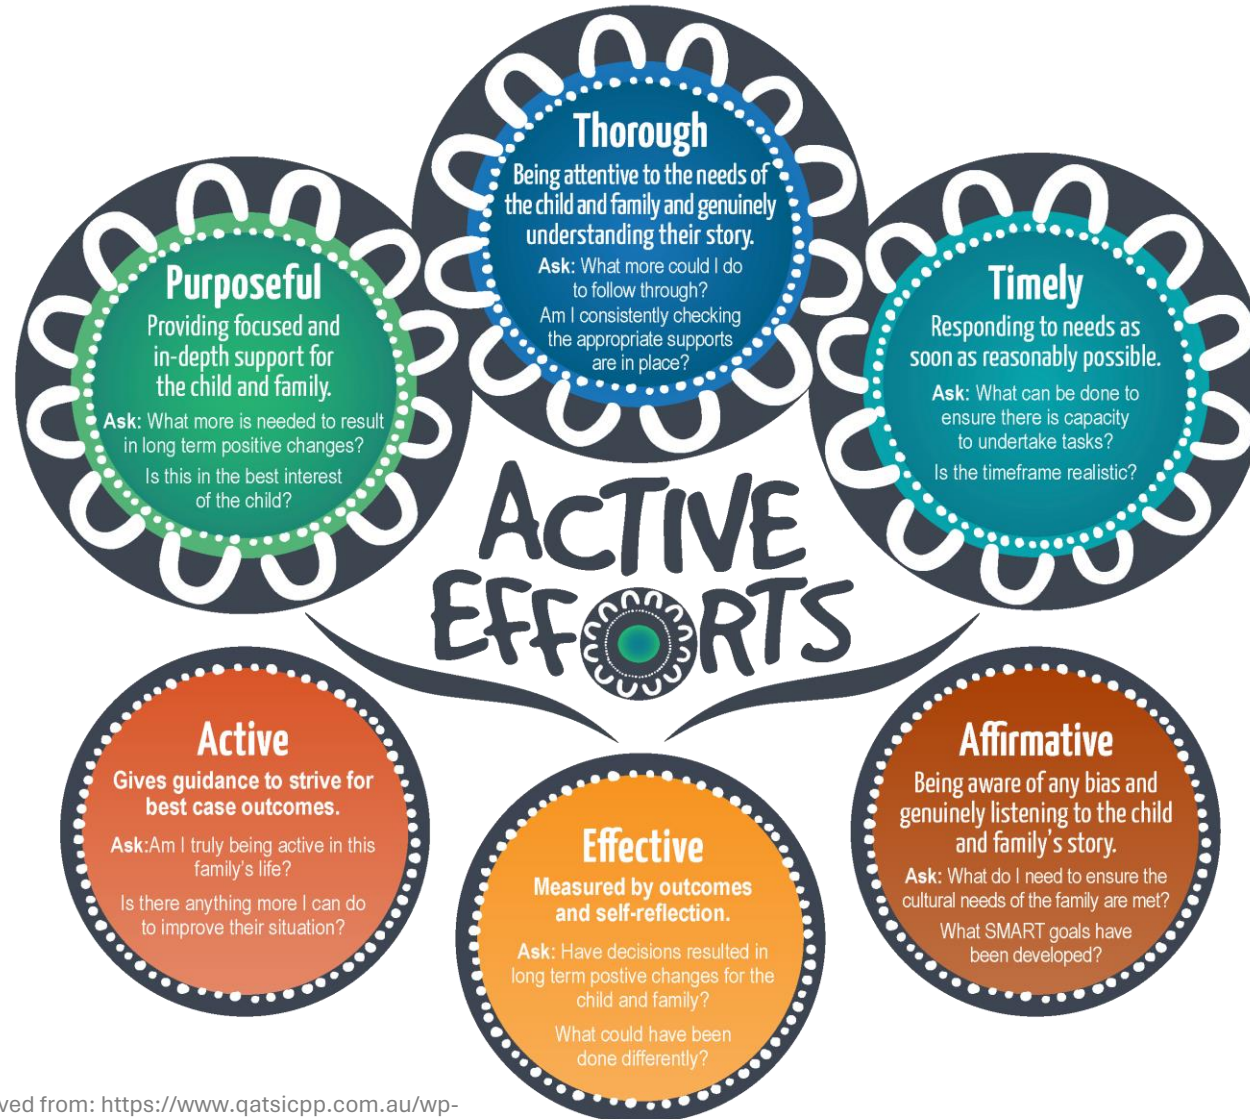 Thorough
Being attentive to the needs of
the child and family and genuinely
understanding their story.
Ask: What more could I do
to follow through?
Am I consistently checking
the appropriate supports
are in place?
Purposeful
Providing focused and
in-depth support for
the child and family.
Ask: What more is needed to result
in long term positive changes?
Is this in the best interest
of the child?
Timely
Responding to needs as
soon as reasonably possible.
Ask: What can be done to
ensure there is capacity
to undertake tasks?
Is the timeframe realistic?
ACTIVE
EFFORTS
Active
Gives guidance to strive for
best case outcomes.
Ask:Am I truly being active in this
family's life?
Is there anything more I can do
to improve their situation?
Effective
Measured by outcomes
and self-reflection.
Ask: Have decisions resulted in
long term postive changes for the
child and family?
What could have been
done differently?
Affirmative
Being aware of any bias and
genuinely listening to the child
and family's story.
Ask: What do I need to ensure the
cultural needs of the family are met?
What SMART goals have
been developed?
ved from: https://www.qatsicpp.com.au/wp-